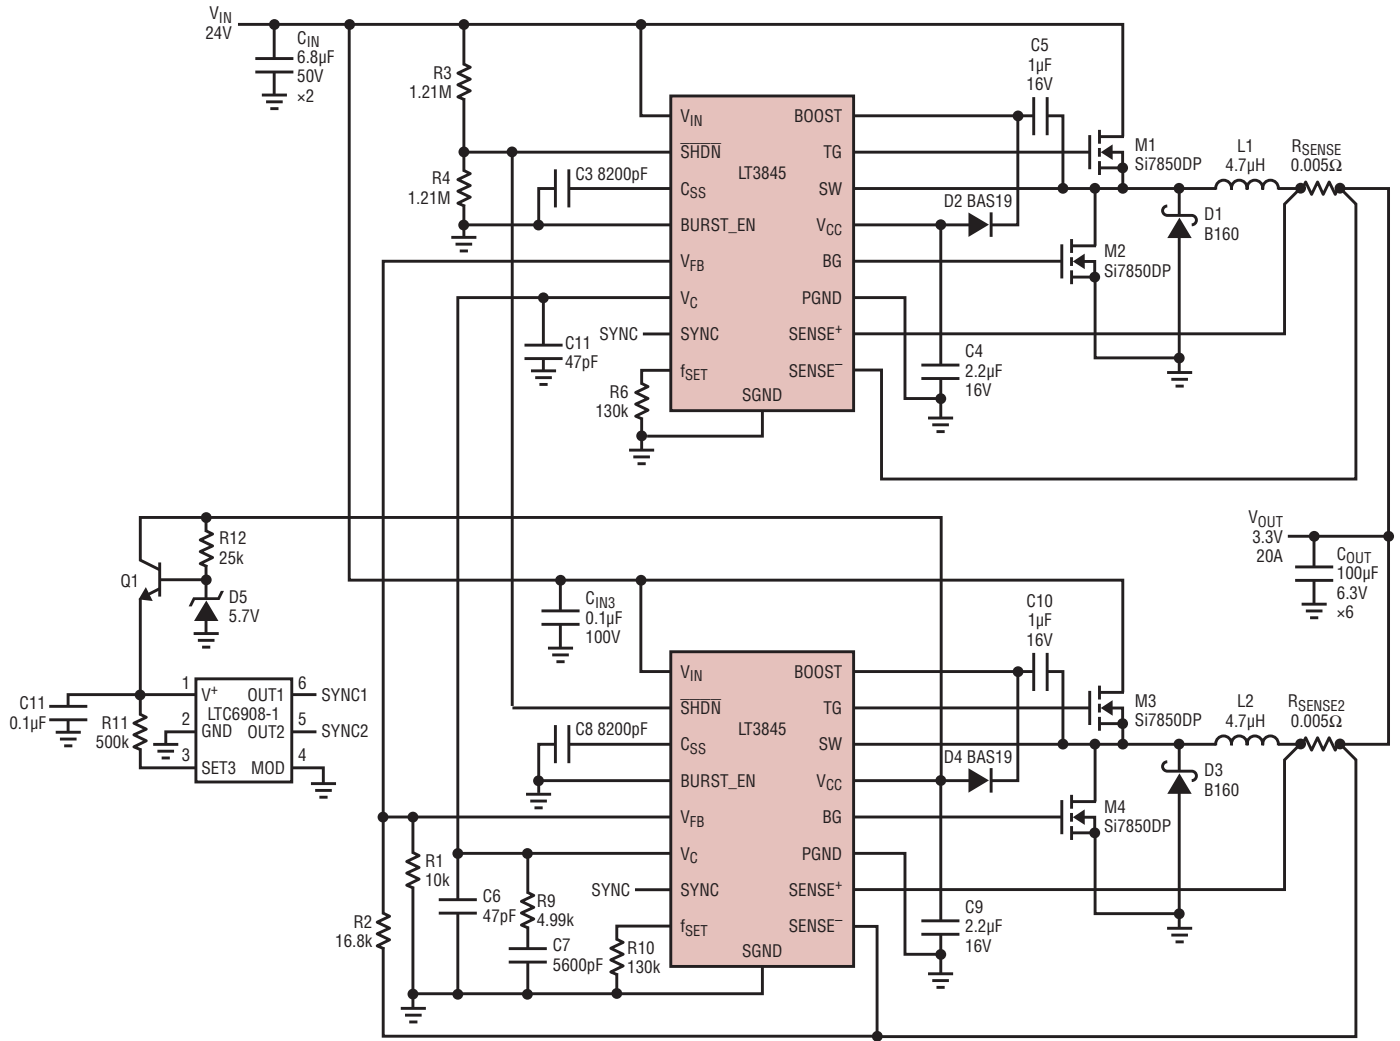 VIN
24V
CIN
6.8µF
50V
×2
R3
1.21M
R4
1.21M
C3 8200pF
VIN
SHDN
CSS
BURST_EN
VFB
VC
SYNC
fSET
LT3845
SGND
BOOST
TG
SW
VCC
BG
PGND
SENSE+
SENSE–
SYNC
C11
47pF
R6
130k
C5
1µF
16V
D2 BAS19
C4
2.2µF
16V
M1
Si7850DP
M2
Si7850DP
D1
B160
L1
4.7µH
RSENSE
0.005Ω
VOUT
3.3V
20A
COUT
100µF
6.3V
×6
R12
25k
Q1
D5
5.7V
C11
0.1µF
R11
500k
1
2
3
V+
GND
SET3
LTC6908-1
OUT1
OUT2
MOD
6
5
4
SYNC1
SYNC2
CIN3
0.1µF
100V
C8 8200pF
VIN
SHDN
CSS
BURST_EN
VFB
VC
SYNC
fSET
LT3845
SGND
BOOST
TG
SW
VCC
BG
PGND
SENSE+
SENSE–
SYNC
R1
10k
R2
16.8k
C6
47pF
R9
4.99k
C7
5600pF
R10
130k
C10
1µF
16V
D4 BAS19
C9
2.2µF
16V
M3
Si7850DP
M4
Si7850DP
D3
B160
L2
4.7µH
RSENSE2
0.005Ω